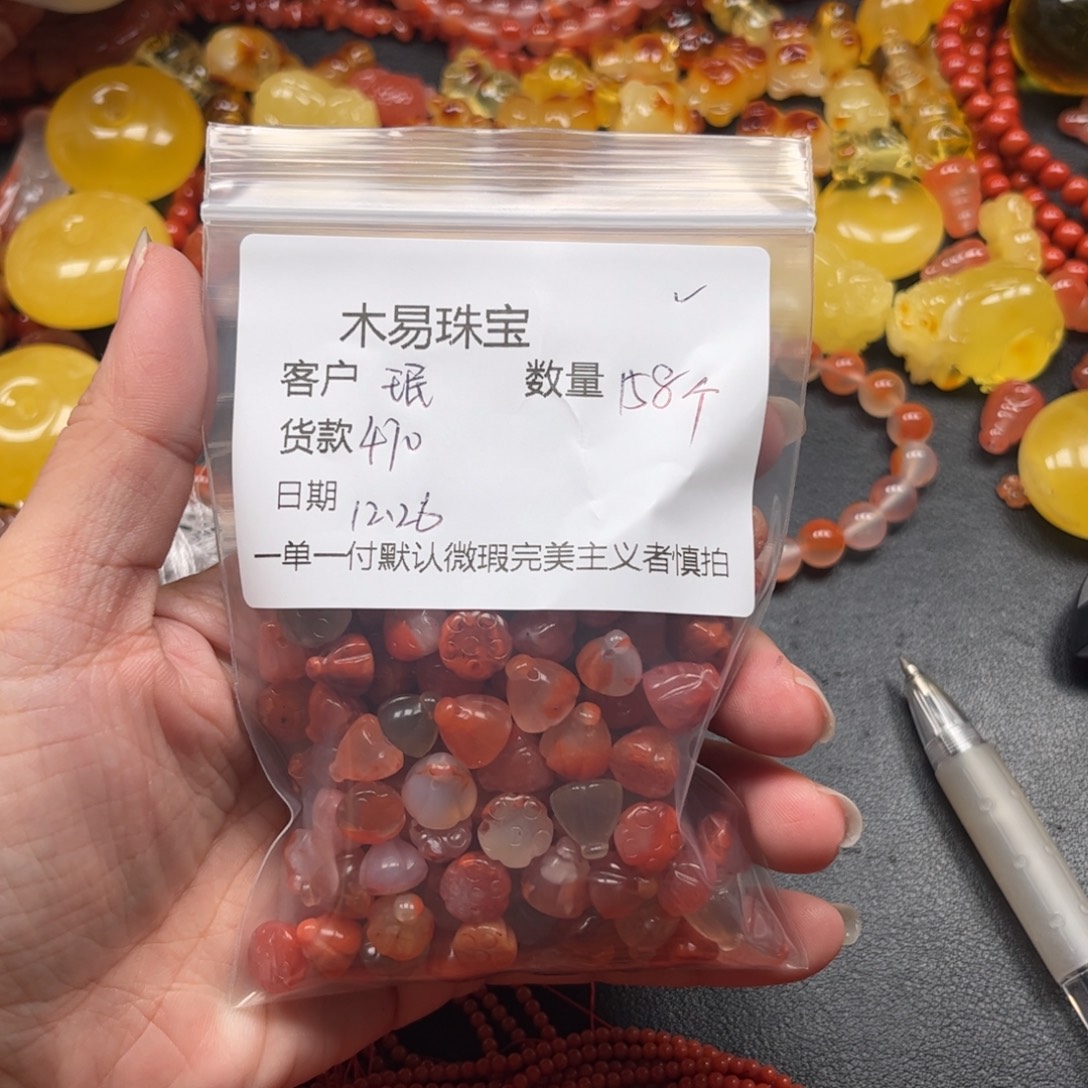 木易珠宝
客户 珉 数量 158个
货款 470
日期 12.26
一单一付默认微瑕完美主义者慎拍